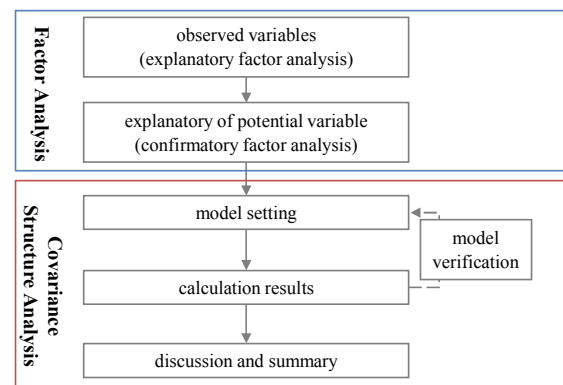 Factor Analysis
observed variables
(explanatory factor analysis)
explanatory of potential variable
(confirmatory factor analysis)
Covariance
Structure Analysis
model setting
model
verification
calculation results
discussion and summary